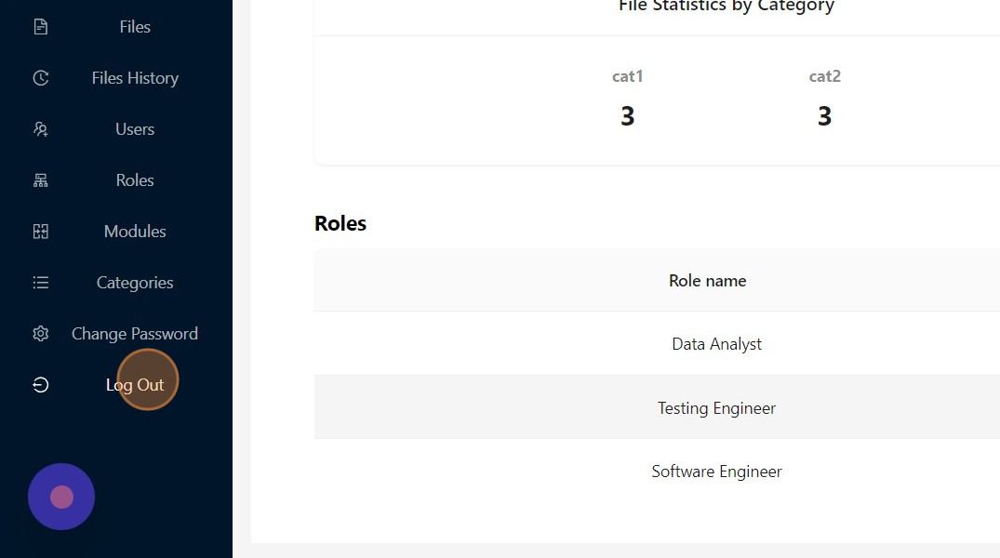 Files
Files History
Users
Roles
Modules
Categories
Change Password
Log Out
File Statistics by Category
cat1 cat2
3 3
Roles
Role name
Data Analyst
Testing Engineer
Software Engineer